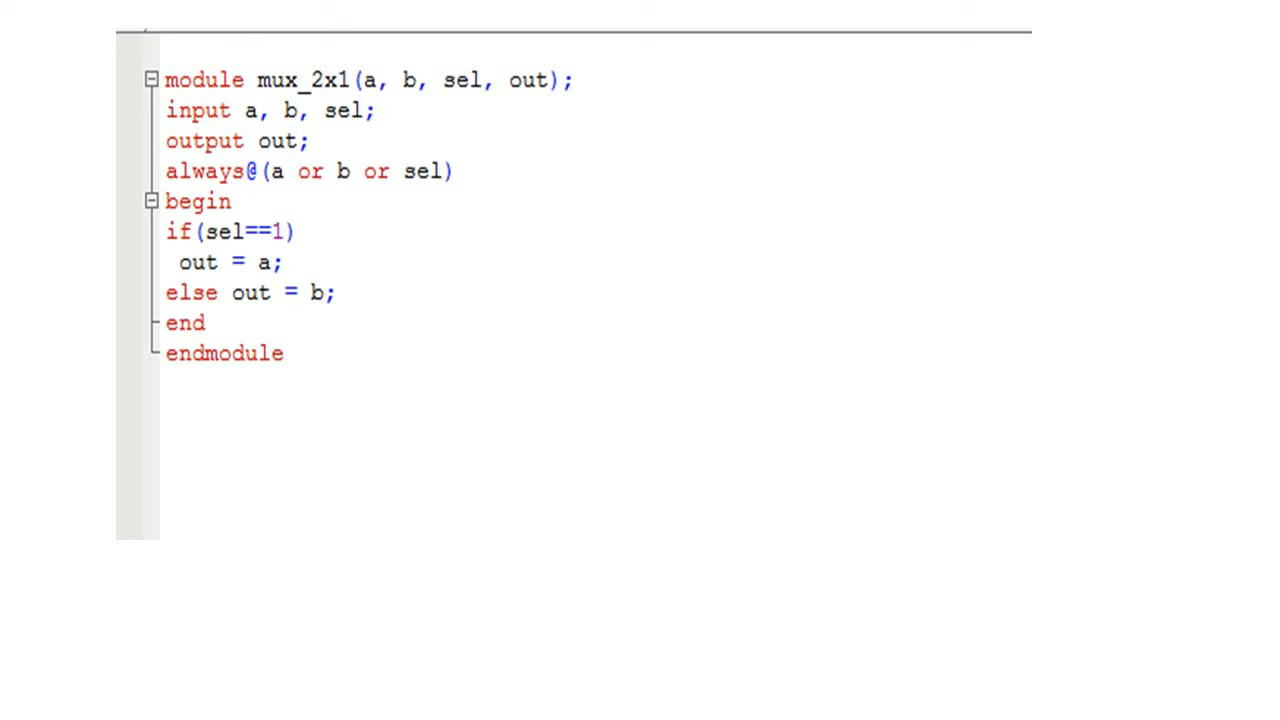 module mux_2x1(a, b, sel, out);
input a, b, sel;
output out;
always@(a or b or sel)
begin
if(sel==1)
 out = a;
else out = b;
end
endmodule